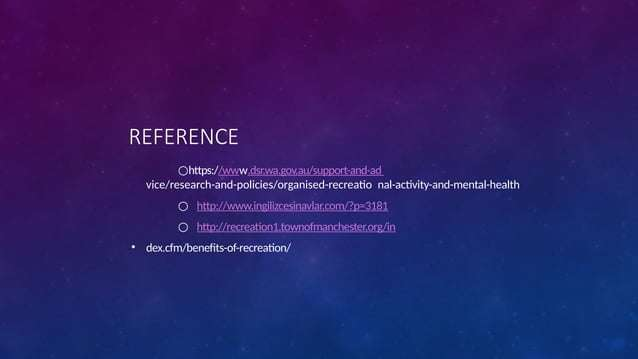 REFERENCE
○https://www.dsr.wa.gov.au/support-and-ad
vice/research-and-policies/organised-recreatio nal-activity-and-mental-health
○ http://www.ingilizcesinavlar.com/?p=3181
○ http://recreation1.townofmanchester.org/in
• dex.cfm/benefits-of-recreation/